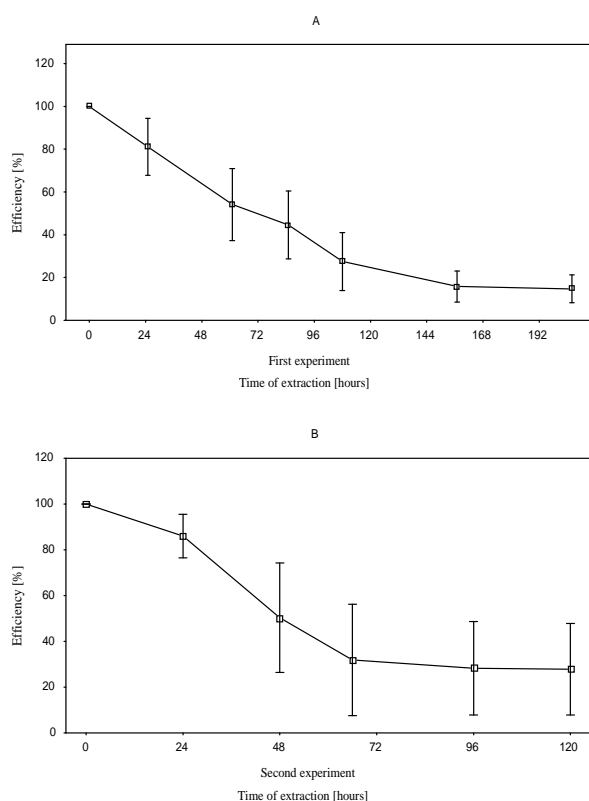 A
120
100
80
60
40
20
0
Efficiency [%]
0 24 48 72 96 120 144 168 192
First experiment
Time of extraction [hours]
B
120
100
80
60
40
20
0
Efficiency [%]
0 24 48 72 96 120
Second experiment
Time of extraction [hours]